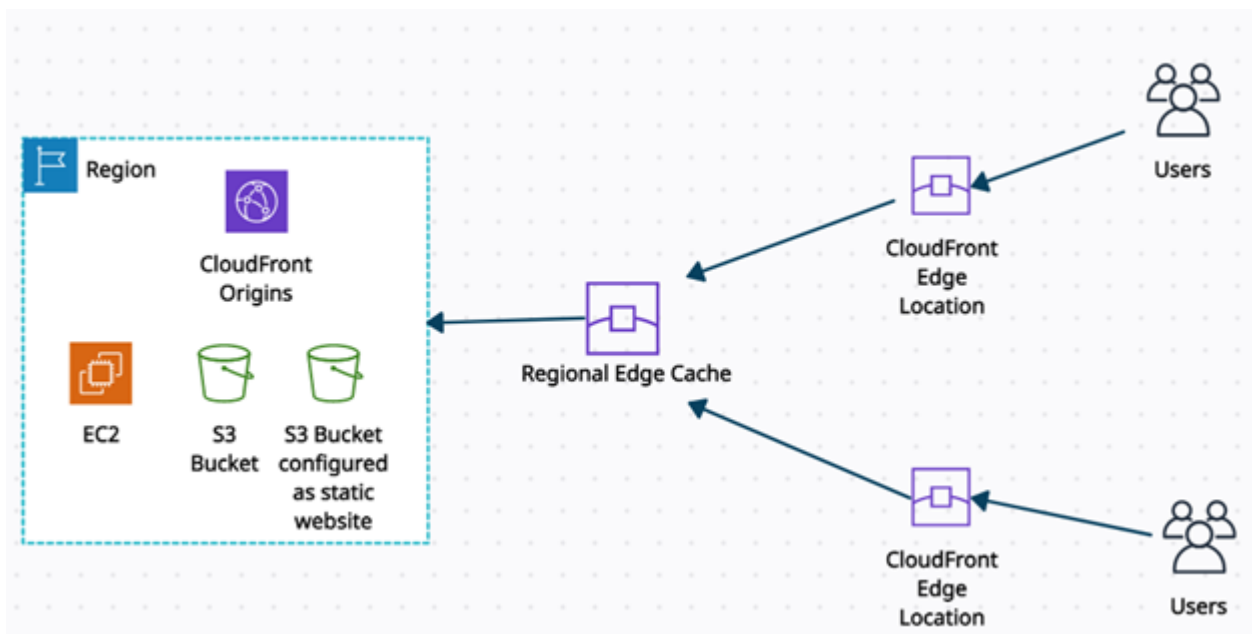 Region
CloudFront
Origins
EC2
S3
Bucket
S3 Bucket
configured
as static
website
Regional Edge Cache
CloudFront
Edge
Location
Users
CloudFront
Edge
Location
Users